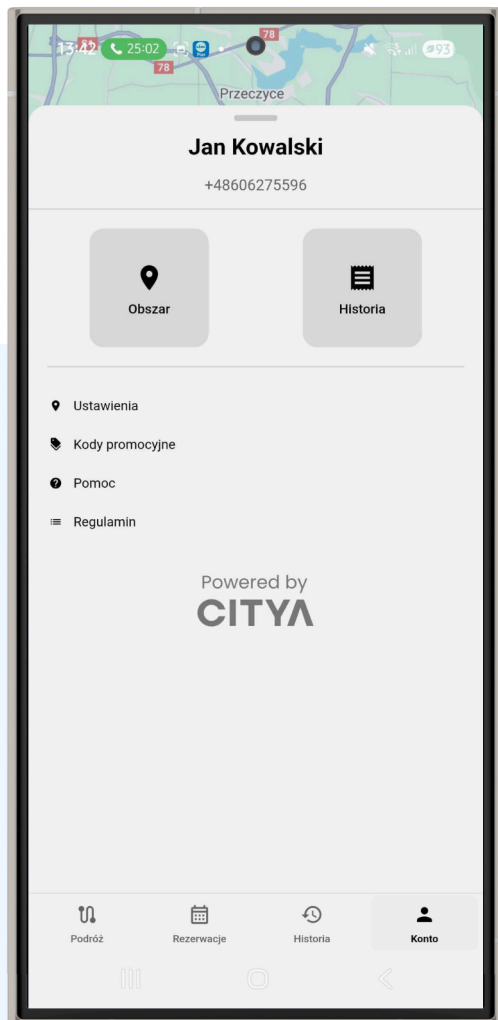 13:42 25:02 93
78
78
Przeczyce
Jan Kowalski
+48606275596
Obszar
Historia
Ustawienia
Kody promocyjne
Pomoc
Regulamin
Powered by
CITYA
Podróż
Rezerwacje
Historia
Konto